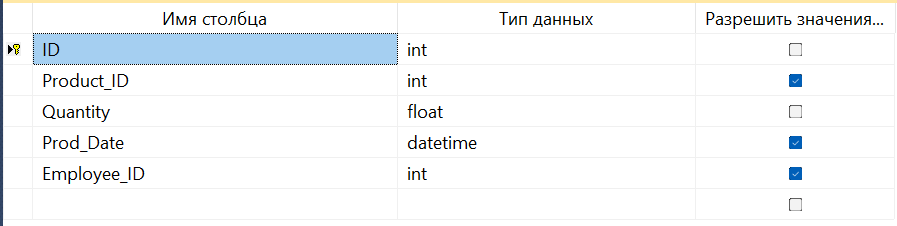 Имя столбца Тип данных Разрешить значения...
ID int
Product_ID int
Quantity float
Prod_Date datetime
Employee_ID int